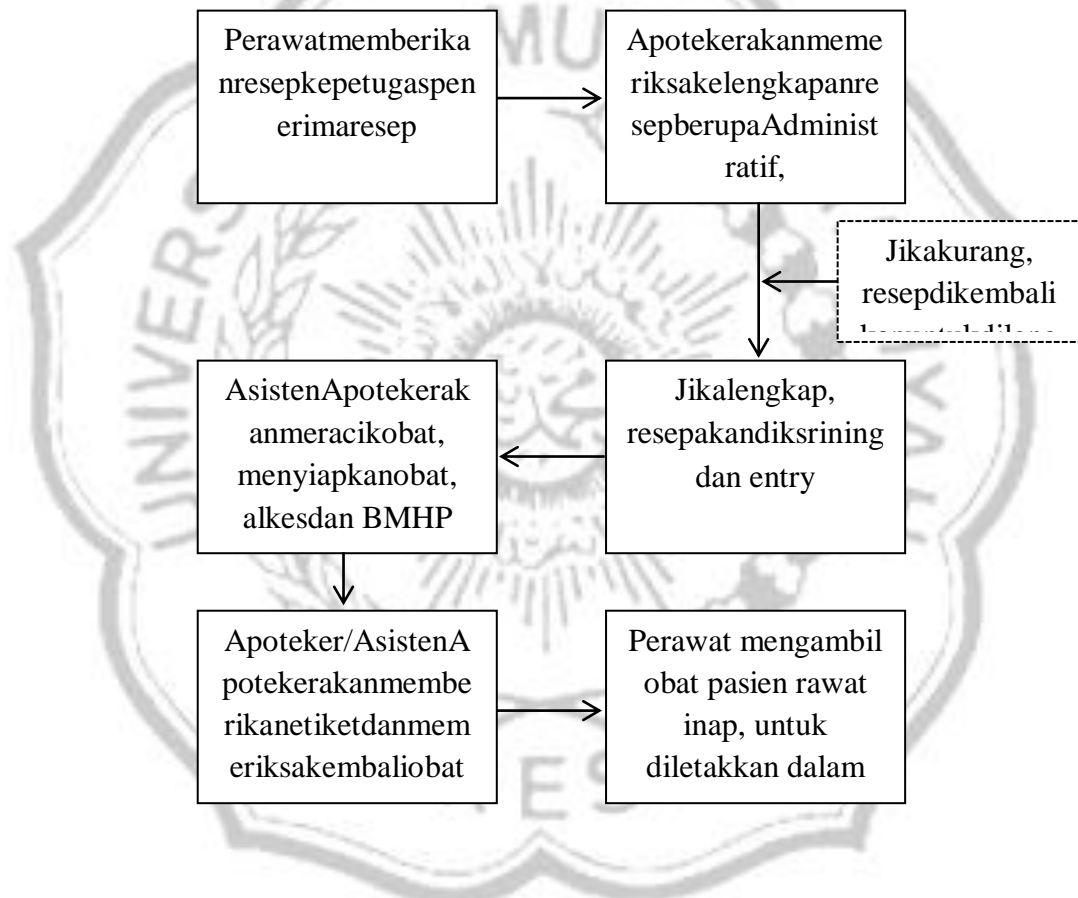 Perawatmemberika
nresepkepetugaspen
erimaresep
Apotekerakanmeme
riksakelengkapanre
sepberupaAdminist
ratif,
Jikakurang,
resepdikembali
Jikalengkap,
resepakandiksrining
dan entry
AsistenApotekerak
anmeracikobat,
menyiapkanobat,
alkesdan BMHP
Apoteker/AsistenA
potekerakanmembe
rikanetiketdanmem
eriksakembaliobat
Perawat mengambil
obat pasien rawat
inap, untuk
diletakkan dalam